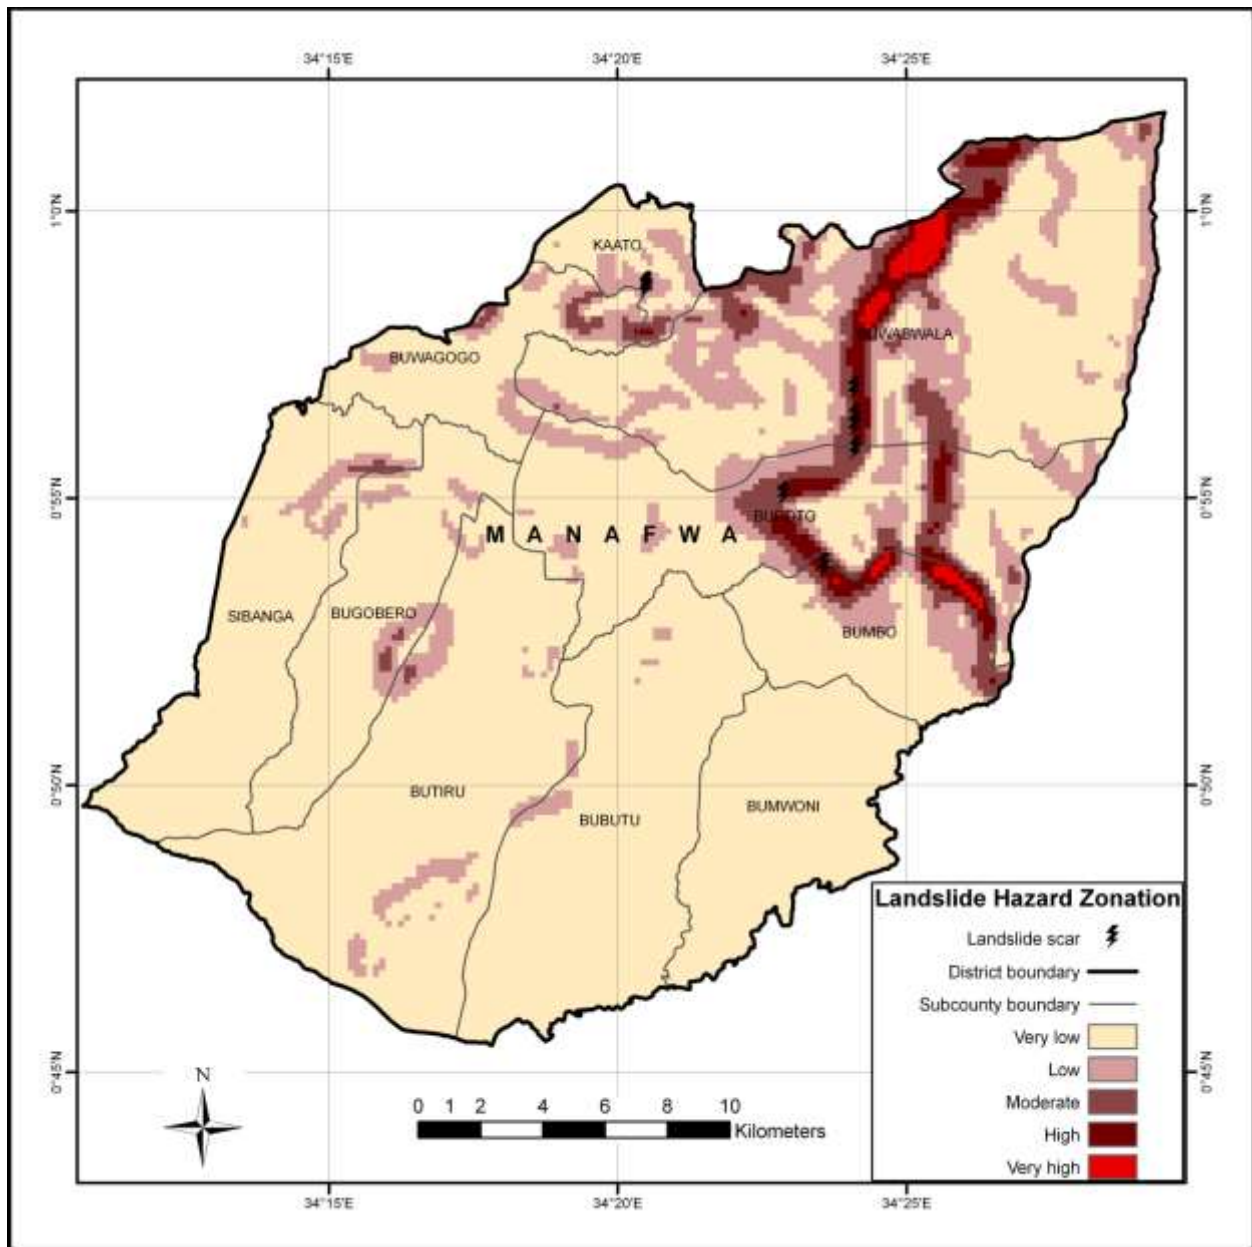 34°15'E 34°20'E 34°25'E
1°0'N 1°0'N
KAATO
BUWABWALA
BUWAGOGO
0°55'N 0°55'N
BUPOTO
MANAFWA
SIBANGA BUGOBERO
BUMBO
0°50'N 0°50'N
BUTIRU
BUMWONI
BUBUTU
Landslide Hazard Zonation
Landslide scar
District boundary
Subcounty boundary
Very low
Low
Moderate
High
Very high
0°45'N 0°45'N
N
0 1 2 4 6 8 10
Kilometers
34°15'E 34°20'E 34°25'E